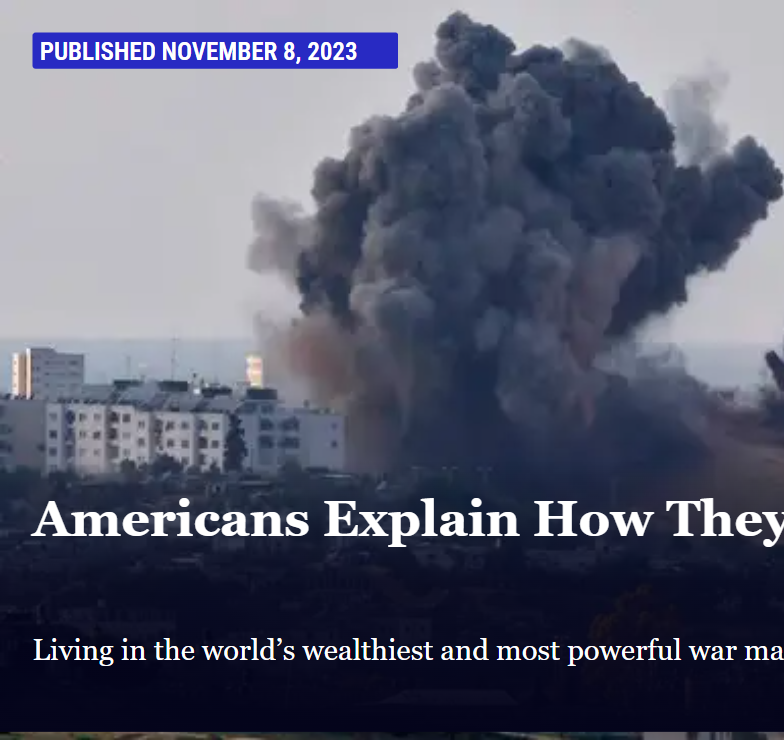 PUBLISHED NOVEMBER 8, 2023
Americans Explain How They
Living in the world’s wealthiest and most powerful war ma